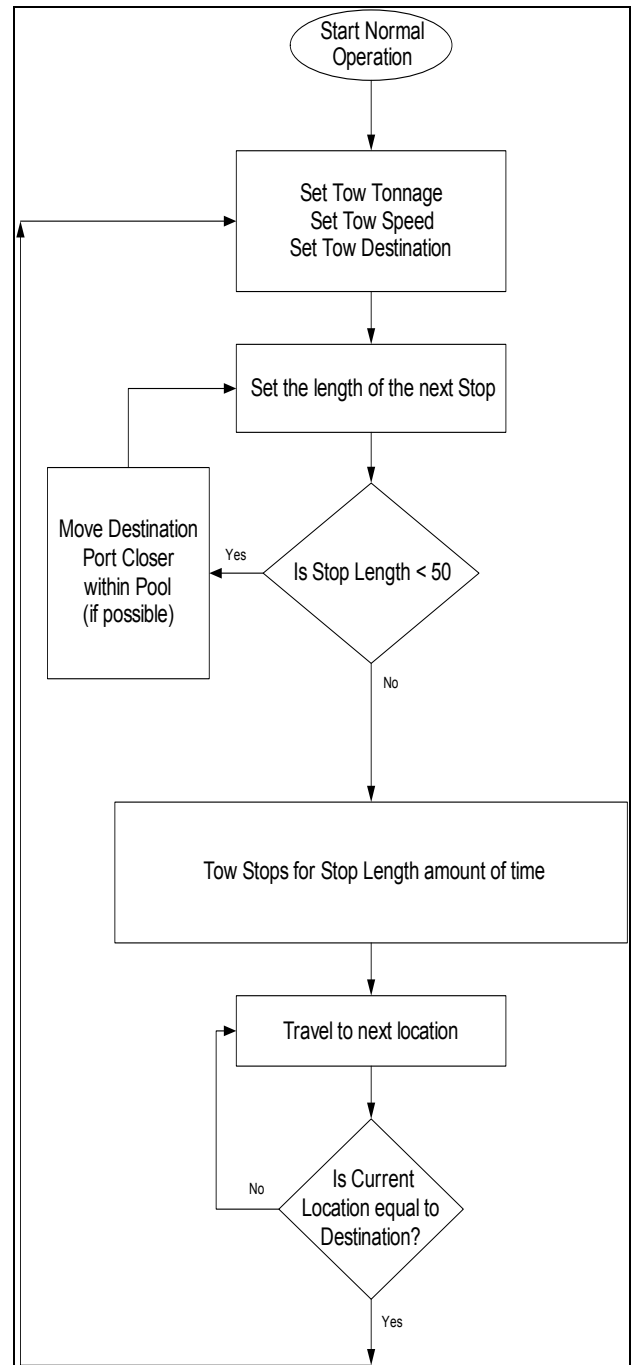 Start Normal
Operation
Set Tow Tonnage
Set Tow Speed
Set Tow Destination
Set the length of the next Stop
Move Destination
Port Closer
within Pool
(if possible)
Yes
Is Stop Length < 50
No
Tow Stops for Stop Length amount of time
Travel to next location
No
Is Current
Location equal to
Destination?
Yes